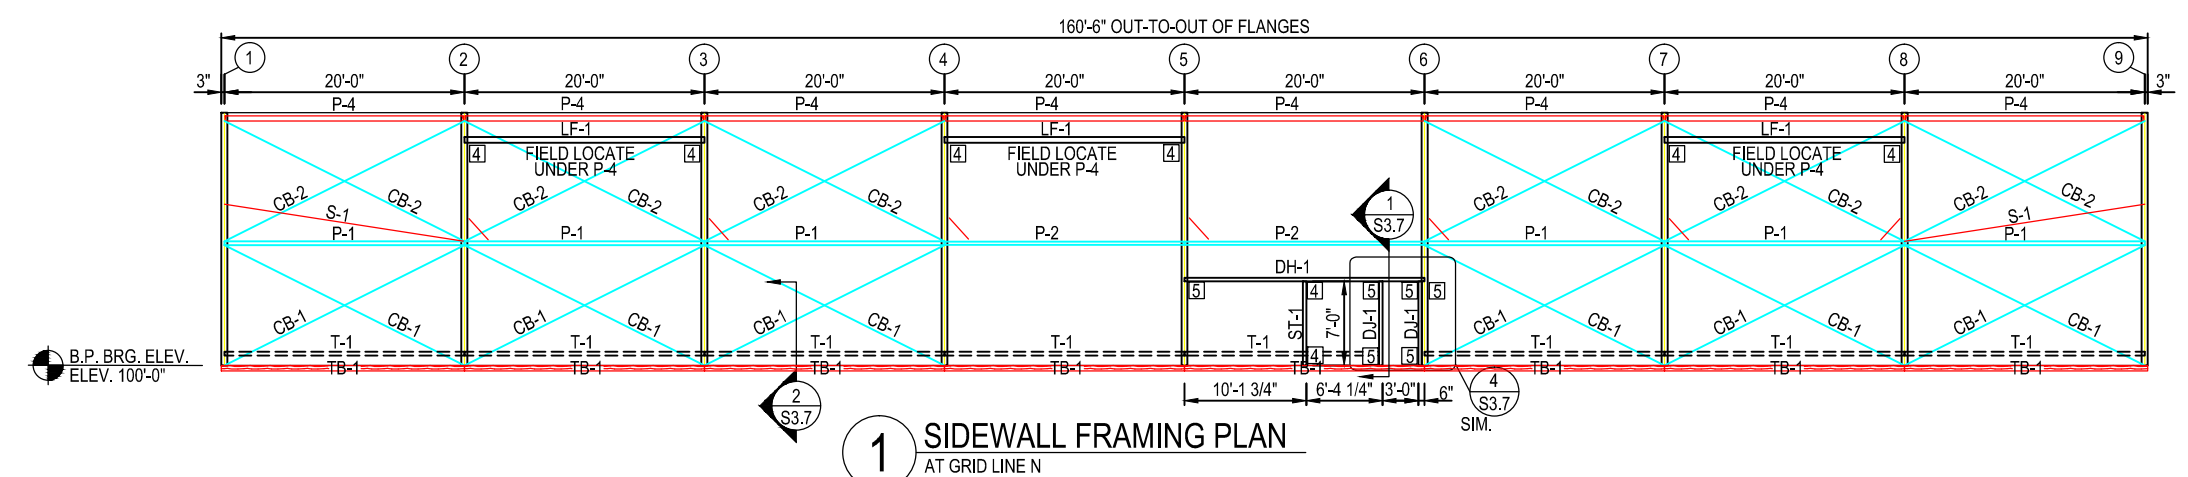 160'-6" OUT-TO-OUT OF FLANGES
1 2 3 4 5 6 7 8 9
3" 20'-0" 20'-0" 20'-0" 20'-0" 20'-0" 20'-0" 20'-0" 20'-0" 3"
P-4 P-4 P-4 P-4 P-4 P-4 P-4 P-4
LF-1 LF-1 LF-1
4 FIELD LOCATE 4 4 FIELD LOCATE 4 4 FIELD LOCATE 4
UNDER P-4 UNDER P-4 UNDER P-4
CB-2 CB-2 CB-2 CB-2 CB-2 CB-2 CB-2 CB-2 CB-2 CB-2 CB-2 CB-2
S-1 S-1
1
S3.7
P-1 P-1 P-1 P-2 P-2 P-1 P-1 P-1
DH-1
5 4 5 5 5
CB-1 CB-1 CB-1 CB-1 CB-1 CB-1 CB-1 CB-1 CB-1 CB-1 CB-1 CB-1
ST-1 7'-0" DJ-1 DJ-1
T-1 T-1 T-1 T-1 T-1 T-1 T-1 T-1
4 5 5
B.P. BRG. ELEV.
ELEV. 100'-0"
TB-1 TB-1 TB-1 TB-1 TB-1 TB-1 TB-1 TB-1
10'-1 3/4" 6'-4 1/4" 3'-0" 6"
2
S3.7
4
S3.7
SIM.
1 SIDEWALL FRAMING PLAN
AT GRID LINE N